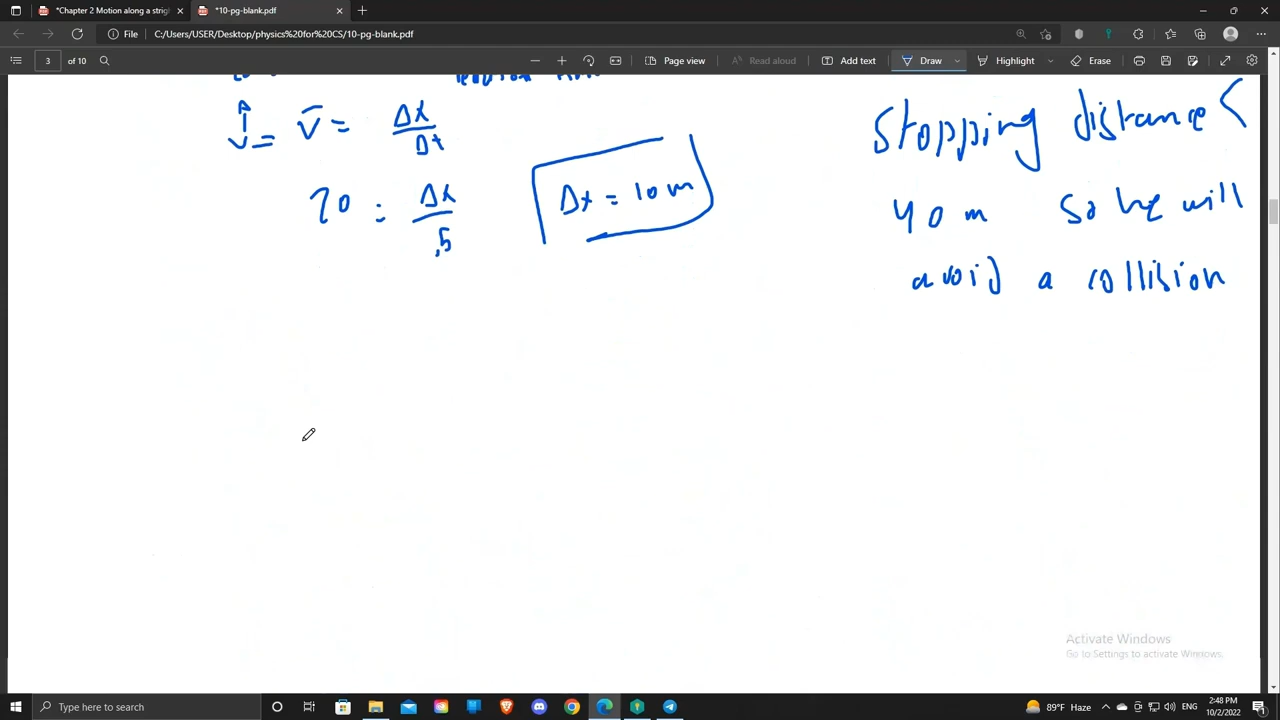 *Chapter 2 Motion along a strigh
*10-pg-blank.pdf
File C:/Users/USER/Desktop/physics%20for%20CS/10-pg-blank.pdf
3 of 10 Page view Read aloud Add text Draw Highlight Erase
v = v̄ = Δx/Δt
20 = Δx/.5
Δx = 10 m
Stopping distance <
40 m so he will
avoid a collision
Activate Windows
Go to Settings to activate Windows.
Type here to search
89°F Haze ENG 2:48 PM
10/2/2022